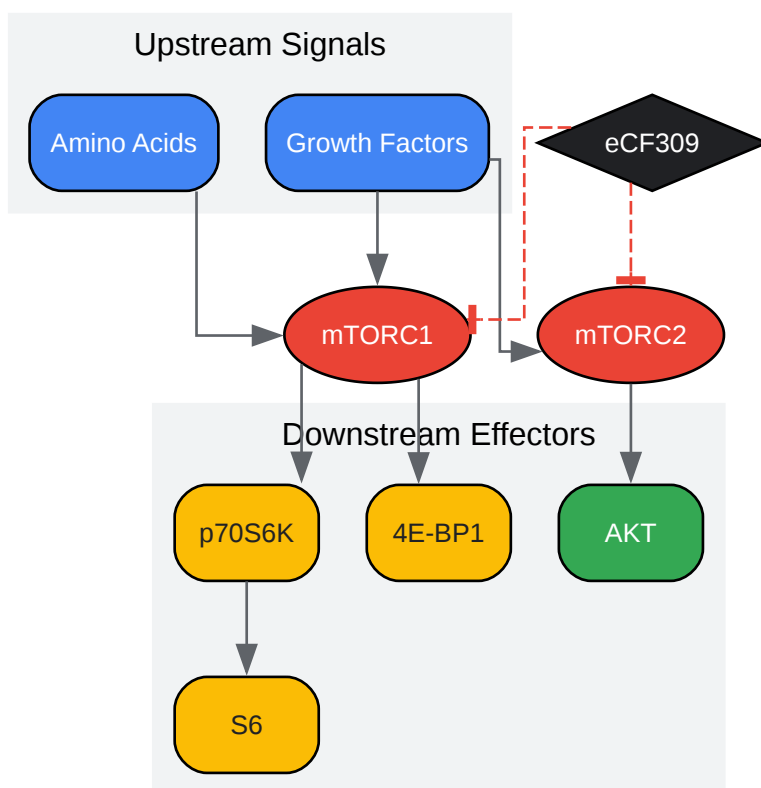 Upstream Signals
Amino Acids
Growth Factors
eCF309
mTORC1
mTORC2
Downstream Effectors
p70S6K
4E-BP1
AKT
S6